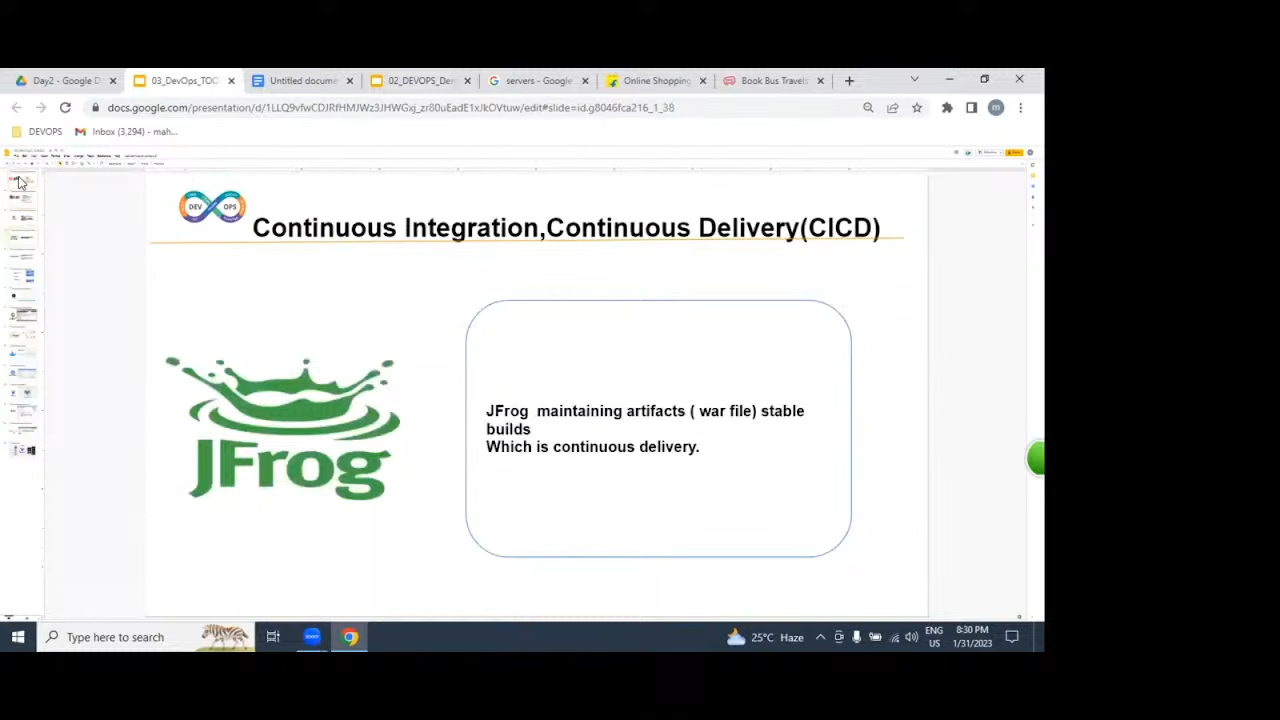 Day2 - Google D
03_DevOps_TOC
Untitled docume
02_DEVOPS_De
servers - Google
Online Shopping
Book Bus Travels
docs.google.com/presentation/d/1LLQ9vfwCDJRfHMJWz3JHWGxj_zr80uEadE1xJkOVtuw/edit#slide=id.g8046fca216_1_38
m
DEVOPS
Inbox (3,294) - mah...
DEV OPS
Continuous Integration,Continuous Delivery(CICD)
JFrog
JFrog maintaining artifacts ( war file) stable
builds
Which is continuous delivery.
Type here to search
zoom
25°C Haze
ENG
US
8:30 PM
1/31/2023